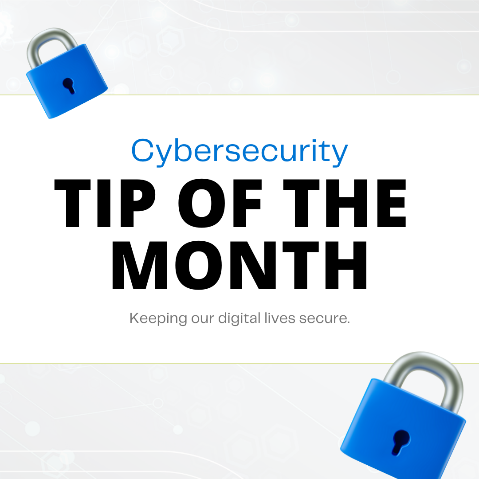 Cybersecurity
TIP OF THE
MONTH
Keeping our digital lives secure.